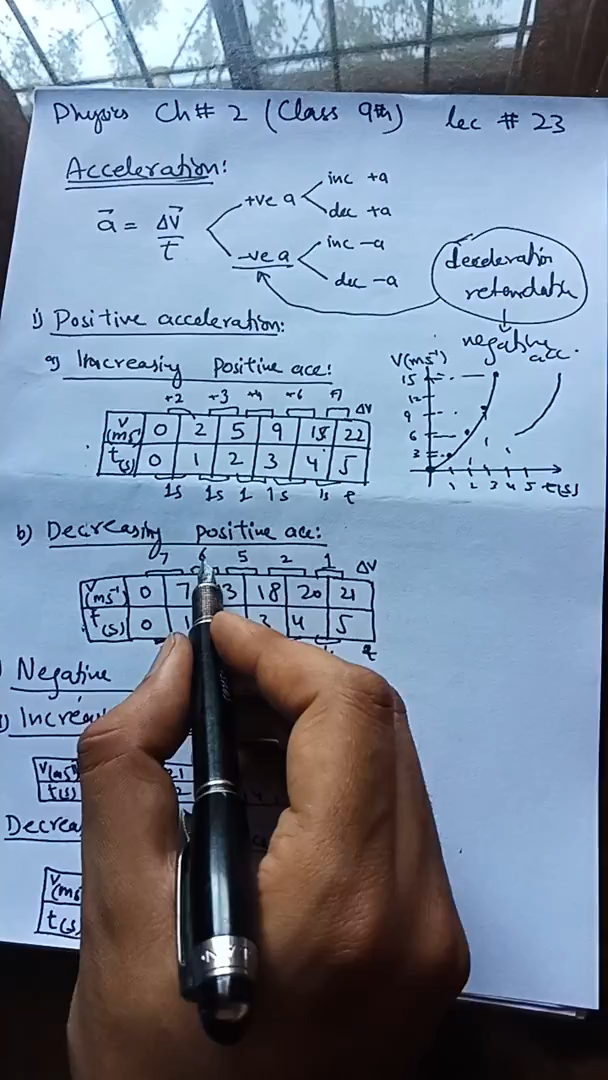 Physics Ch# 2 (Class 9th) Lec # 23
Acceleration:
a = ΔV / t
+ve a
inc +a
dec +a
-ve a
inc -a
dec -a
deceleration
retardation
negative
acc.
i) Positive acceleration:
a) Increasing positive acc:
+2 +3 +4 +6 +7 ΔV
V (ms) 0 2 5 9 15 22
t(s) 0 1 2 3 4 5
1s 1s 1 1s 1s t
V(ms⁻¹)
15
12
9
6
3
1 2 3 4 5 t(s)
b) Decreasing positive acc:
7 6 5 2 1 ΔV
V(ms⁻¹) 0 7 3 18 20 21
t(s) 0 1 3 4 5
t
Negative
Increa
V(ms⁻¹) 21
t(s) 2
Decrea
V(ms
t(s)